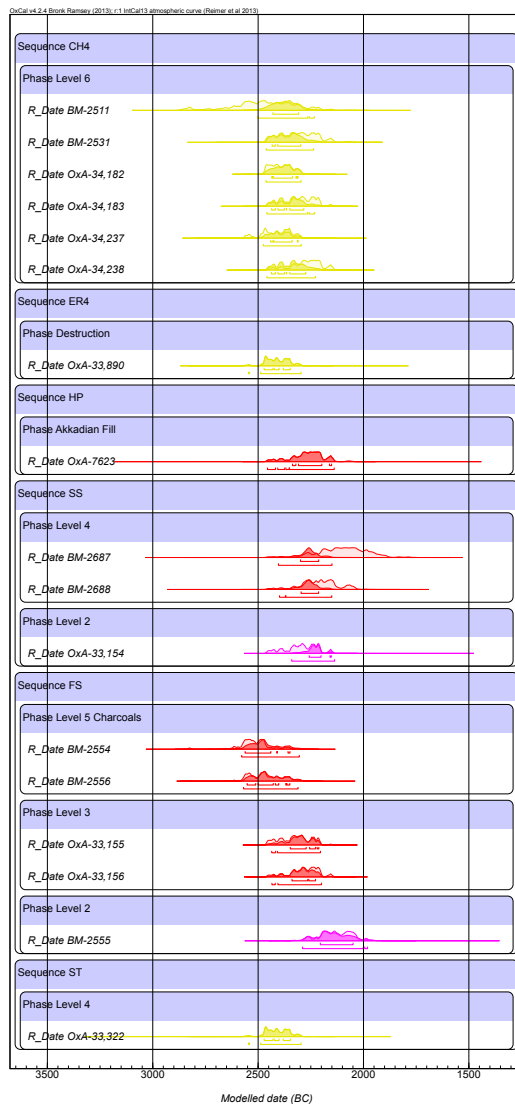 OxCal v4.2.4 Bronk Ramsey (2013); r:1 IntCal13 atmospheric curve (Reimer et al 2013)
Sequence CH4
Phase Level 6
R_Date BM-2511
R_Date BM-2531
R_Date OxA-34,182
R_Date OxA-34,183
R_Date OxA-34,237
R_Date OxA-34,238
Sequence ER4
Phase Destruction
R_Date OxA-33,890
Sequence HP
Phase Akkadian Fill
R_Date OxA-7623
Sequence SS
Phase Level 4
R_Date BM-2687
R_Date BM-2688
Phase Level 2
R_Date OxA-33,154
Sequence FS
Phase Level 5 Charcoals
R_Date BM-2554
R_Date BM-2556
Phase Level 3
R_Date OxA-33,155
R_Date OxA-33,156
Phase Level 2
R_Date BM-2555
Sequence ST
Phase Level 4
R_Date OxA-33,322
3500 3000 2500 2000 1500
Modelled date (BC)